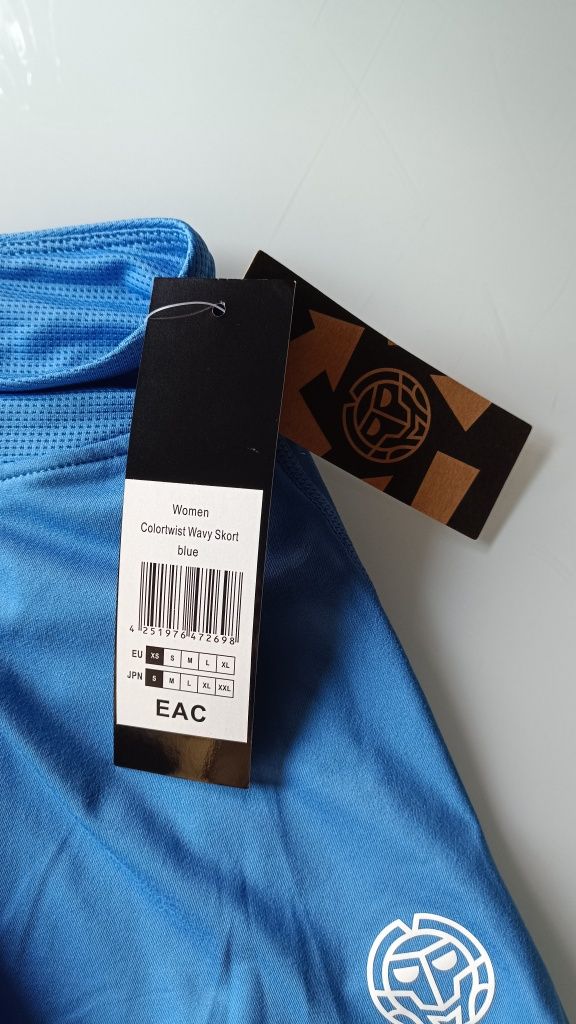 Women
Colortwist Wavy Skort
blue
4 251976 472698
EU XS S M L XL
JPN S M L XL XXL
EAC